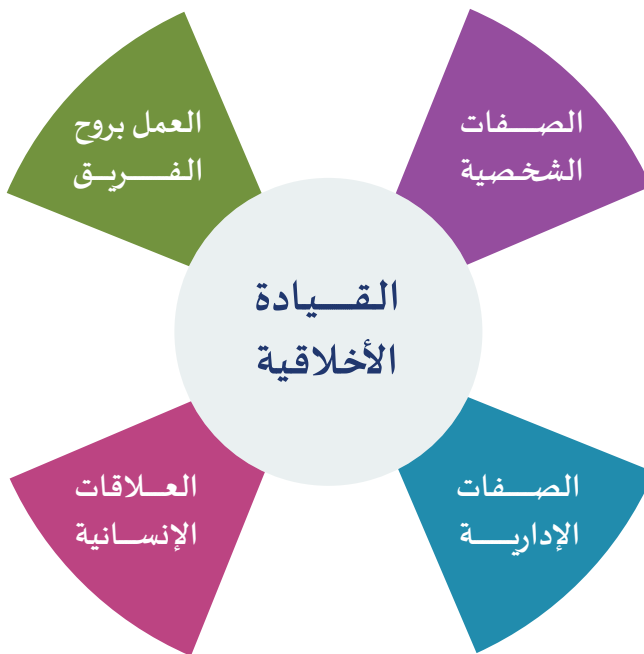 القيادة
الأخلاقية
الصفات
الشخصية
الصفات
الإدارية
العلاقات
الإنسانية
العمل بروح
الفريق